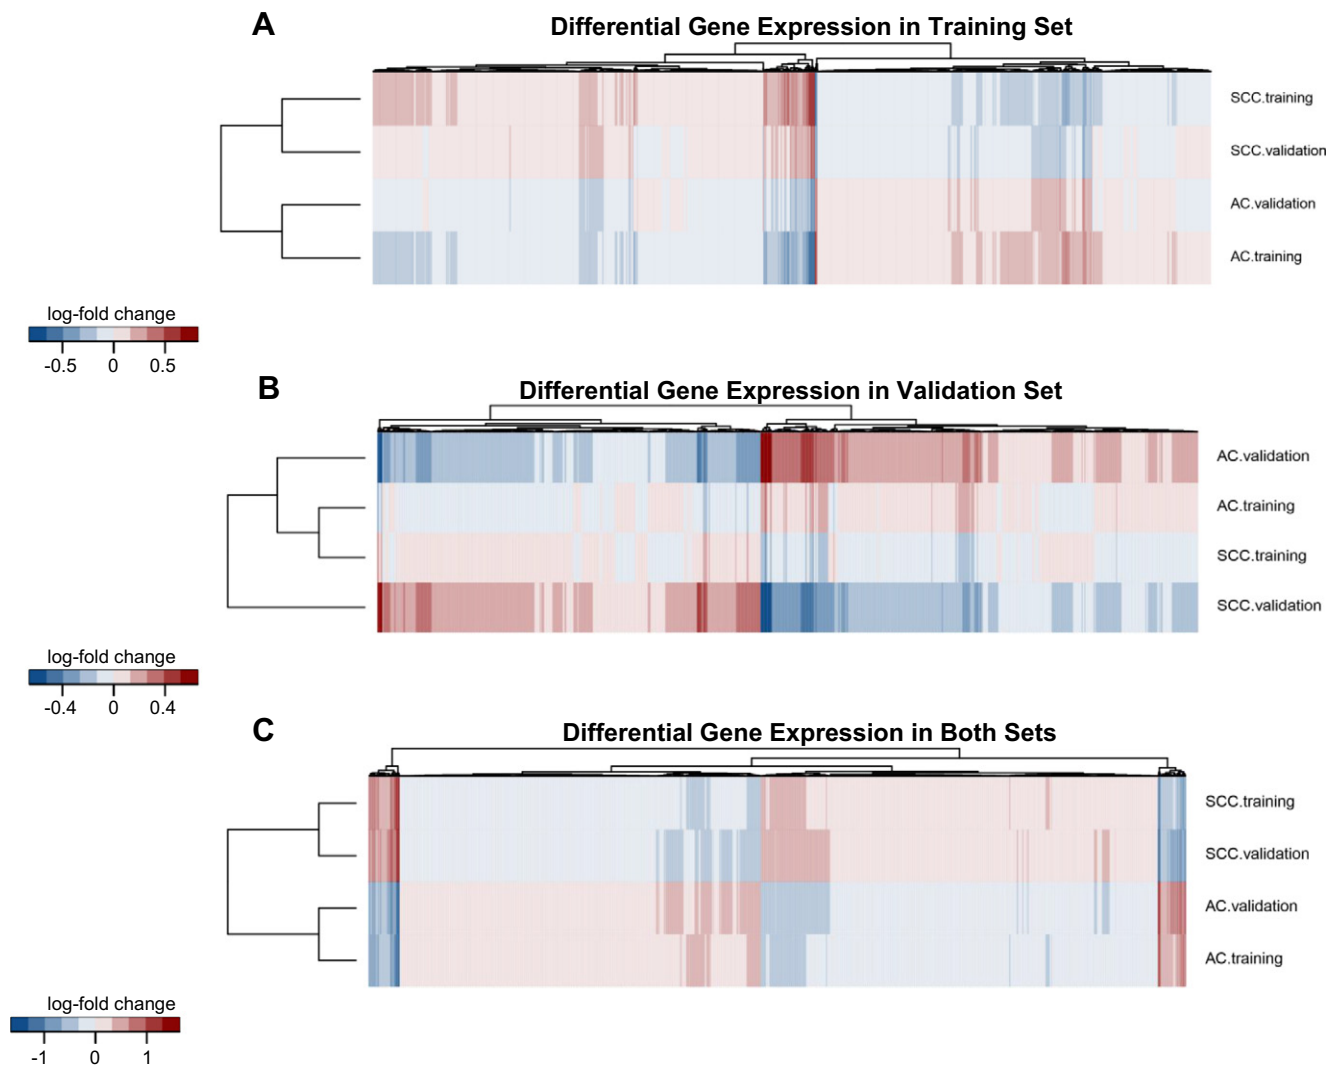 A
Differential Gene Expression in Training Set
SCC.training
SCC.validation
AC.validation
AC.training
log-fold change
-0.5 0 0.5
B
Differential Gene Expression in Validation Set
AC.validation
AC.training
SCC.training
SCC.validation
log-fold change
-0.4 0 0.4
C
Differential Gene Expression in Both Sets
SCC.training
SCC.validation
AC.validation
AC.training
log-fold change
-1 0 1